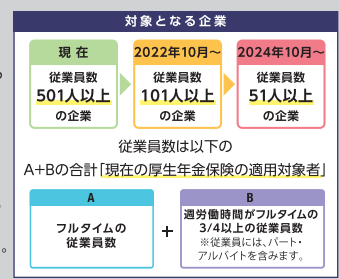 対象となる企業
現在
従業員数
501人以上
の企業
2022年10月～
従業員数
101人以上
の企業
2024年10月～
従業員数
51人以上
の企業
従業員数は以下の
A+Bの合計「現在の厚生年金保険の適用対象者」
A
フルタイムの
従業員数
+
B
週労働時間がフルタイムの
3/4以上の従業員数
※従業員には、パート・
アルバイトを含みます。
。